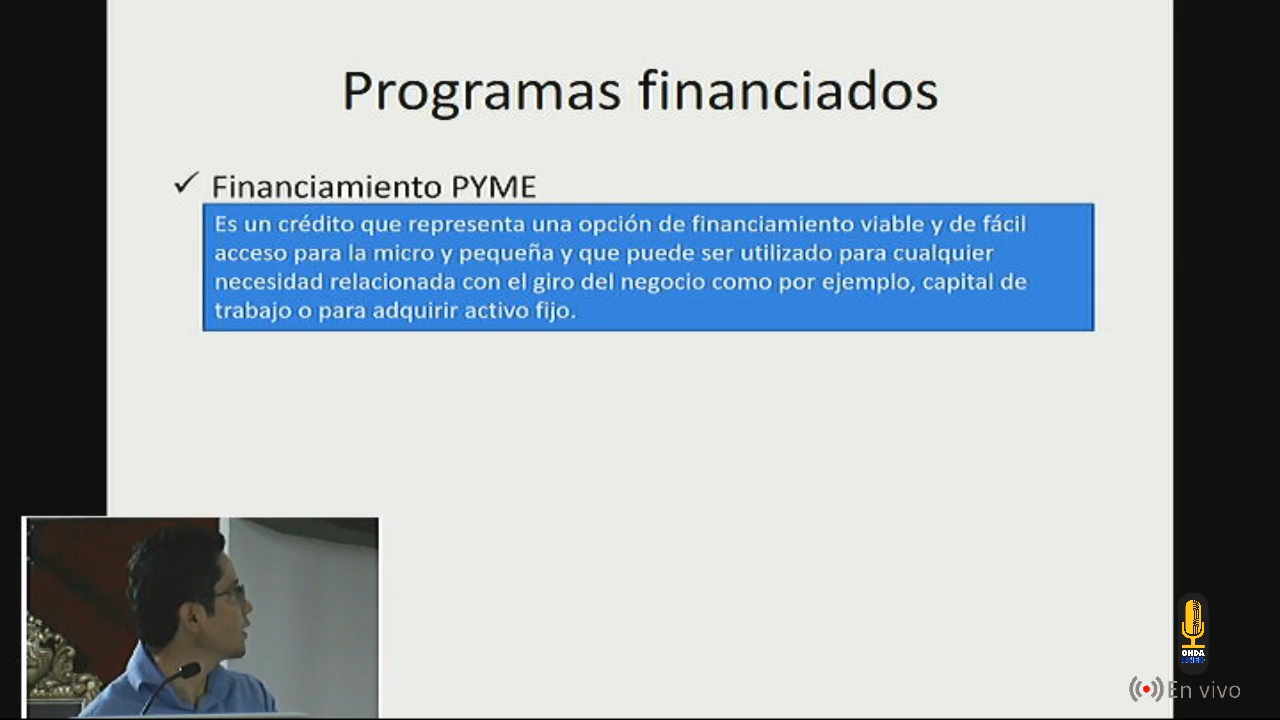 Programas financiados
✓ Financiamiento PYME
Es un crédito que representa una opción de financiamiento viable y de fácil
acceso para la micro y pequeña y que puede ser utilizado para cualquier
necesidad relacionada con el giro del negocio como por ejemplo, capital de
trabajo o para adquirir activo fijo.
ONDA
En vivo